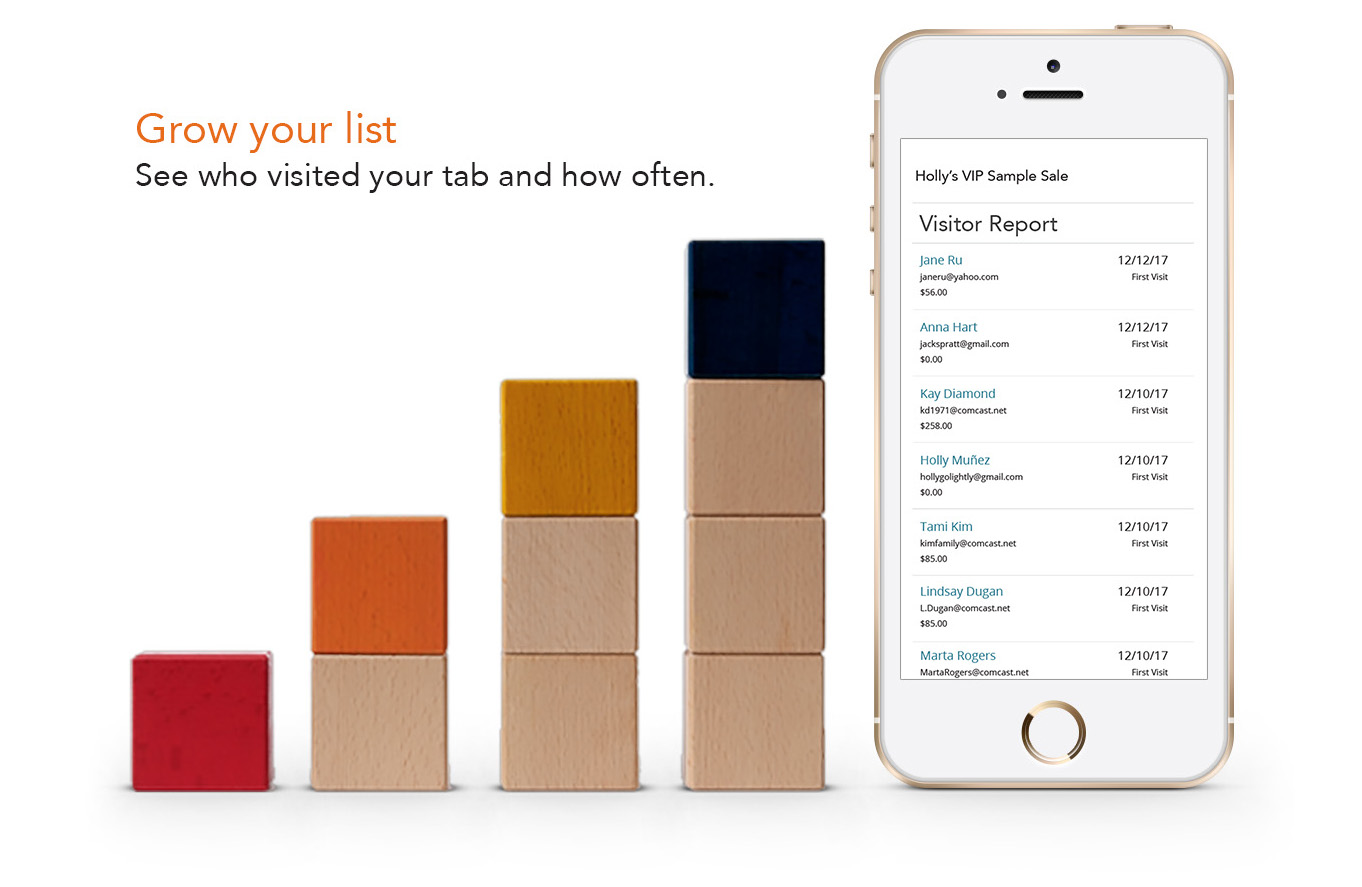 Grow your list
See who visited your tab and how often.
Holly's VIP Sample Sale
Visitor Report
Jane Ru 12/12/17
janeru@yahoo.com First Visit
$56.00
Anna Hart 12/12/17
jackspratt@gmail.com First Visit
$0.00
Kay Diamond 12/10/17
kd1971@comcast.net First Visit
$258.00
Holly Muñez 12/10/17
hollygolightly@gmail.com First Visit
$0.00
Tami Kim 12/10/17
kimfamily@comcast.net First Visit
$85.00
Lindsay Dugan 12/10/17
L.Dugan@comcast.net First Visit
$85.00
Marta Rogers 12/10/17
MartaRogers@comcast.net First Visit